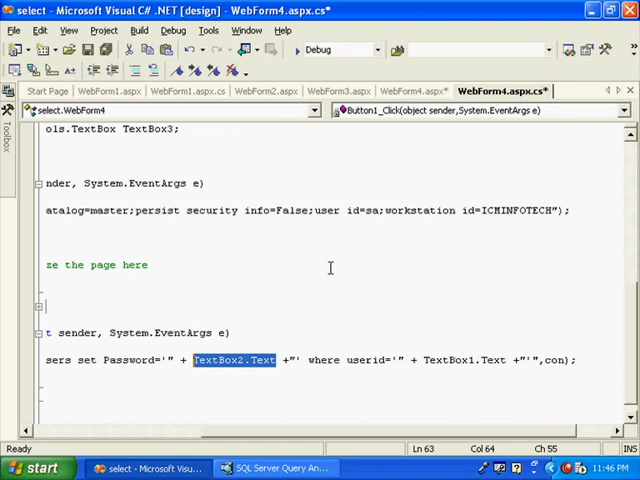 select - Microsoft Visual C# .NET [design] - WebForm4.aspx.cs*
File Edit View Project Build Debug Tools Window Help
Debug
Start Page WebForm1.aspx WebForm1.aspx.cs WebForm2.aspx WebForm3.aspx WebForm4.aspx* WebForm4.aspx.cs*
select.WebForm4 Button1_Click(object sender,System.EventArgs e)
Toolbox
ols.TextBox TextBox3;
nder, System.EventArgs e)
atalog=master;persist security info=False;user id=sa;workstation id=ICMINFOTECH");
ze the page here
t sender, System.EventArgs e)
sers set Password='" + TextBox2.Text +"' where userid='" + TextBox1.Text +"'",con);
Ready Ln 63 Col 64 Ch 55 INS
start select - Microsoft Visu... SQL Server Query An... 11:46 PM